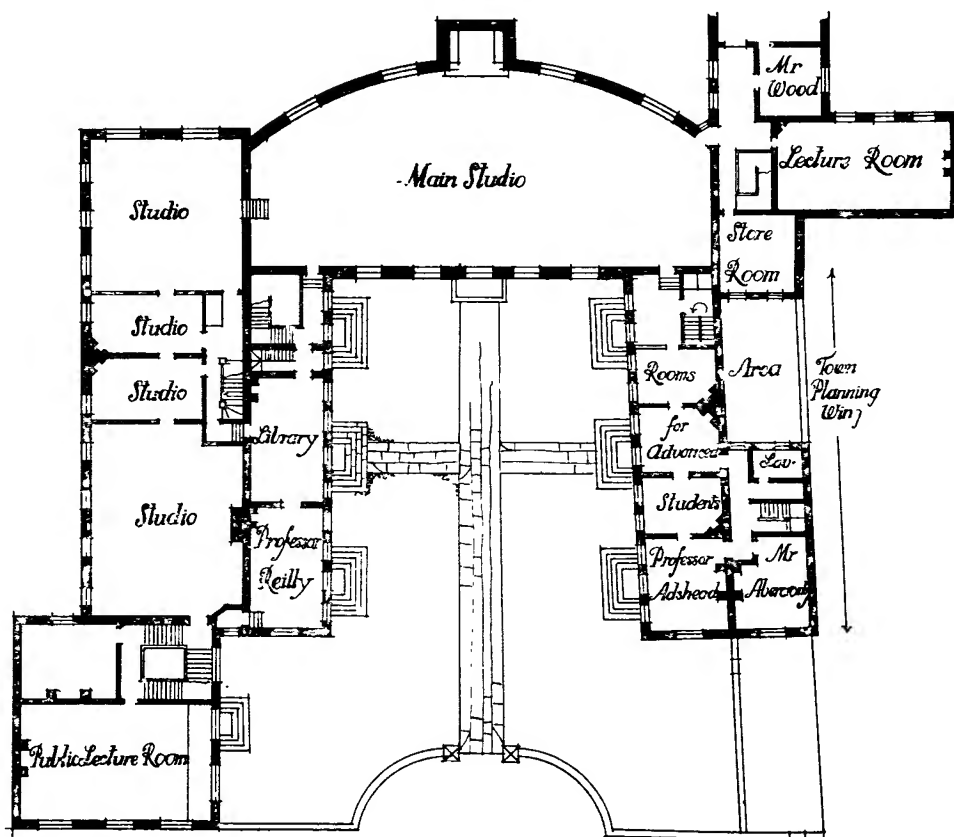 Mr
Wood
Lecture Room
Main Studio
Studio
Store
Room
Studio
Studio
Area
Rooms
for
Advanced
Students
Town
Planning
Wing
Library
Lav.
Studio
Professor
Reilly
Professor
Adshead
Mr
Abercomby
Public Lecture Room